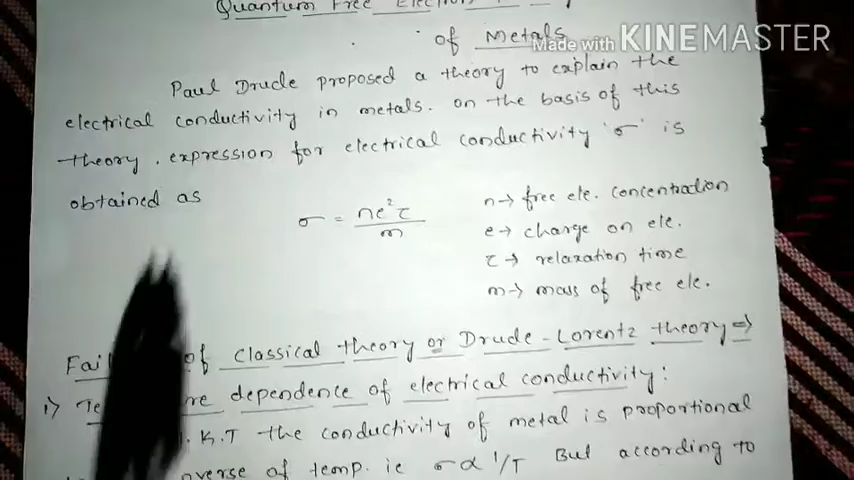 Quantum Free
of Metals
Made with KINEMASTER
Paul Drude proposed a theory to explain the
electrical conductivity in metals. on the basis of this
theory, expression for electrical conductivity 'σ' is
obtained as
σ = ne²τ/m
n → free ele. concentration
e → charge on ele.
τ → relaxation time
m → mass of free ele.
of Classical theory or Drude-Lorentz theory ⇒
1) dependence of electrical conductivity:
K.T the conductivity of metal is proportional
of temp. ie σ α 1/T But according to